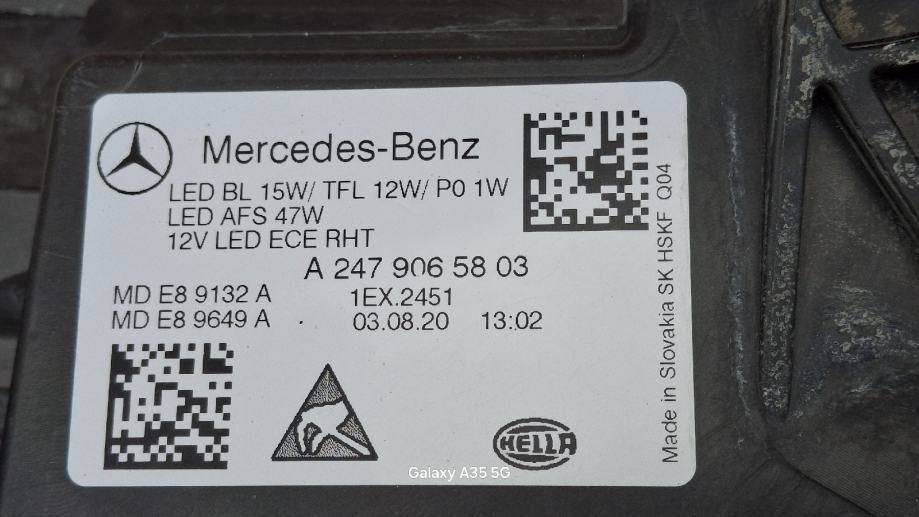 Mercedes-Benz
LED BL 15W/ TFL 12W/ PO 1W
LED AFS 47W
12V LED ECE RHT
A 247 906 58 03
MD E8 9132 A 1EX.2451
MD E8 9649 A 03.08.20 13:02
HELLA
Made in Slovakia SK HSKF Q04
Galaxy A35 5G